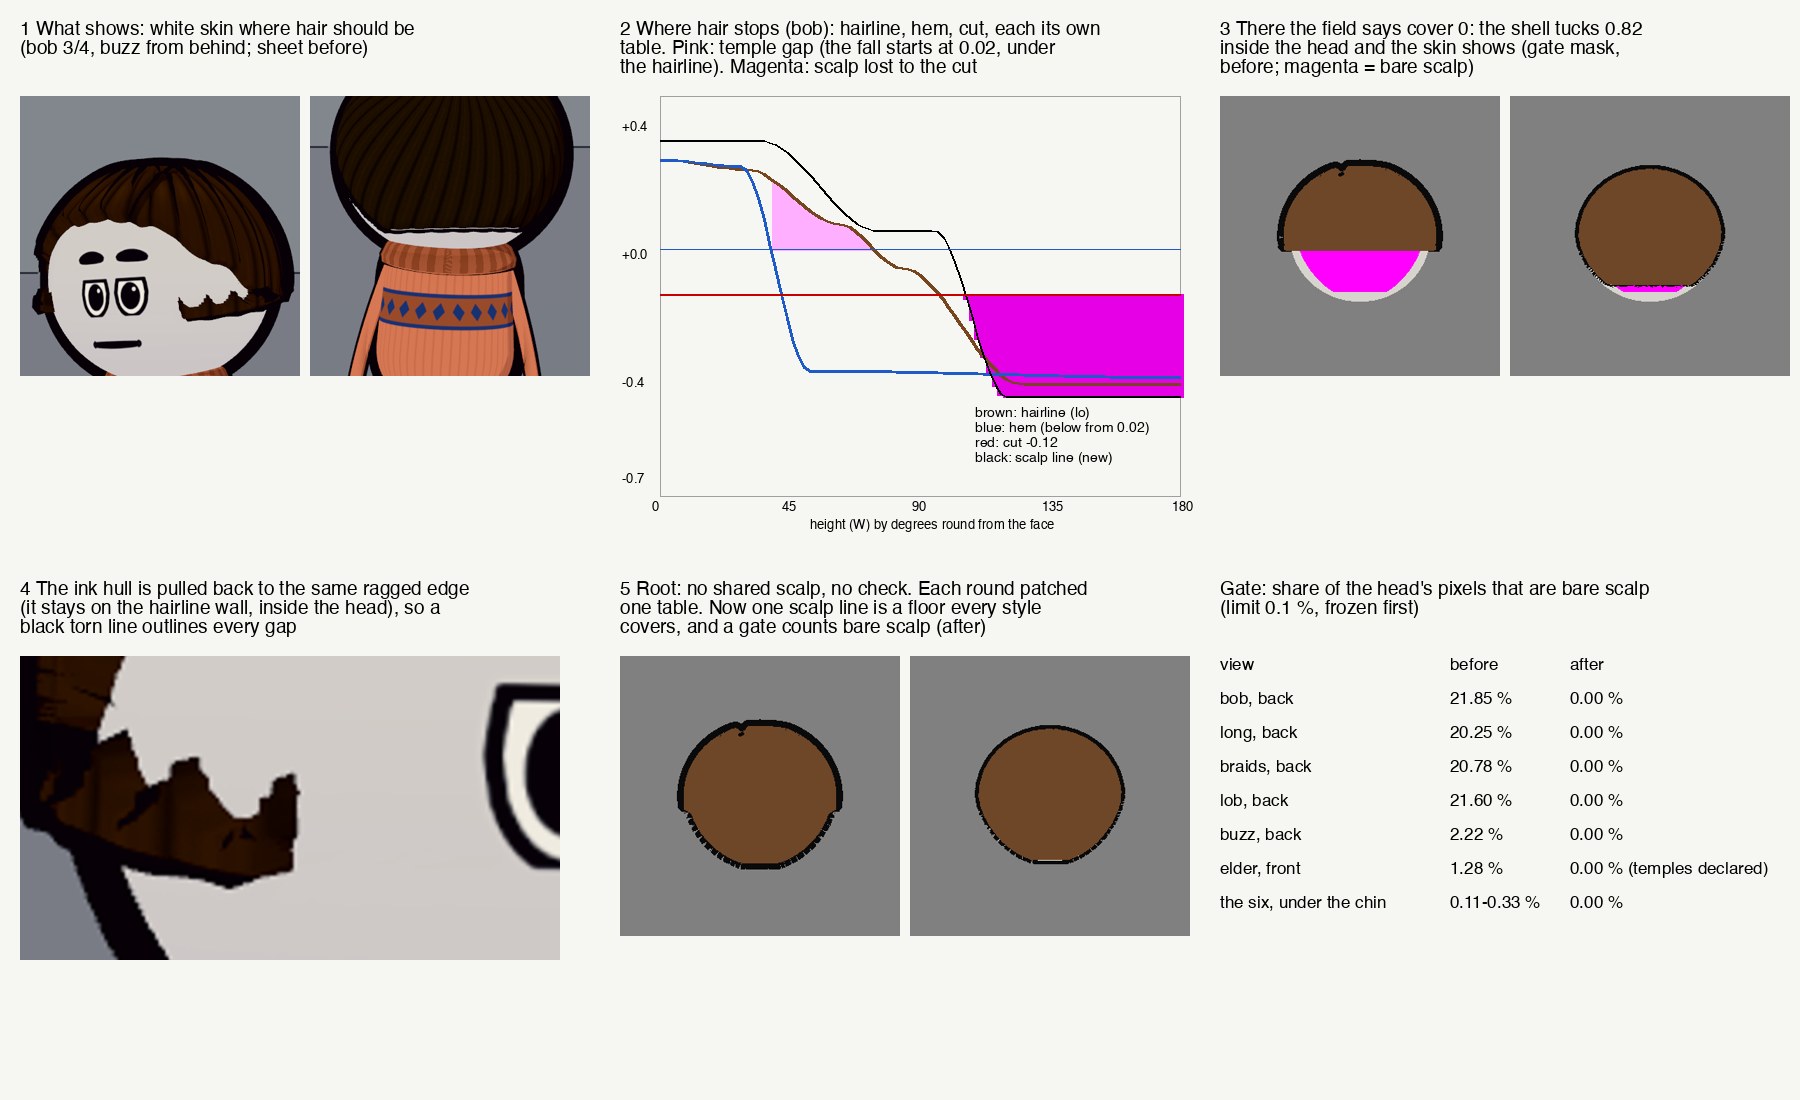 1 What shows: white skin where hair should be
(bob 3/4, buzz from behind; sheet before)
2 Where hair stops (bob): hairline, hem, cut, each its own
table. Pink: temple gap (the fall starts at 0.02, under
the hairline). Magenta: scalp lost to the cut
3 There the field says cover 0: the shell tucks 0.82
inside the head and the skin shows (gate mask,
before; magenta = bare scalp)
+0.4
+0.0
-0.4
-0.7
brown: hairline (lo)
blue: hem (below from 0.02)
red: cut -0.12
black: scalp line (new)
0 45 90 135 180
height (W) by degrees round from the face
4 The ink hull is pulled back to the same ragged edge
(it stays on the hairline wall, inside the head), so a
black torn line outlines every gap
5 Root: no shared scalp, no check. Each round patched
one table. Now one scalp line is a floor every style
covers, and a gate counts bare scalp (after)
Gate: share of the head's pixels that are bare scalp
(limit 0.1 %, frozen first)
view before after
bob, back 21.85 % 0.00 %
long, back 20.25 % 0.00 %
braids, back 20.78 % 0.00 %
lob, back 21.60 % 0.00 %
buzz, back 2.22 % 0.00 %
elder, front 1.28 % 0.00 % (temples declared)
the six, under the chin 0.11-0.33 % 0.00 %